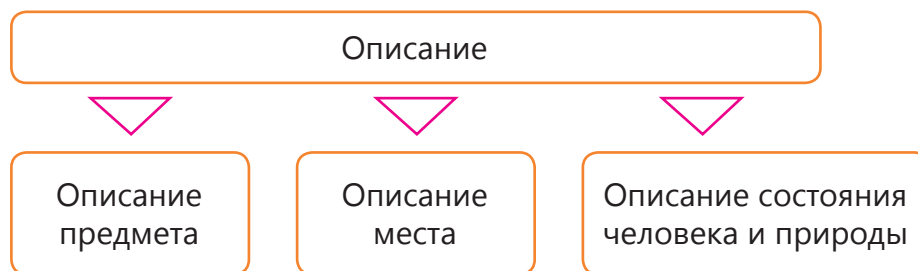 Описание
Описание
предмета
Описание
места
Описание состояния
человека и природы